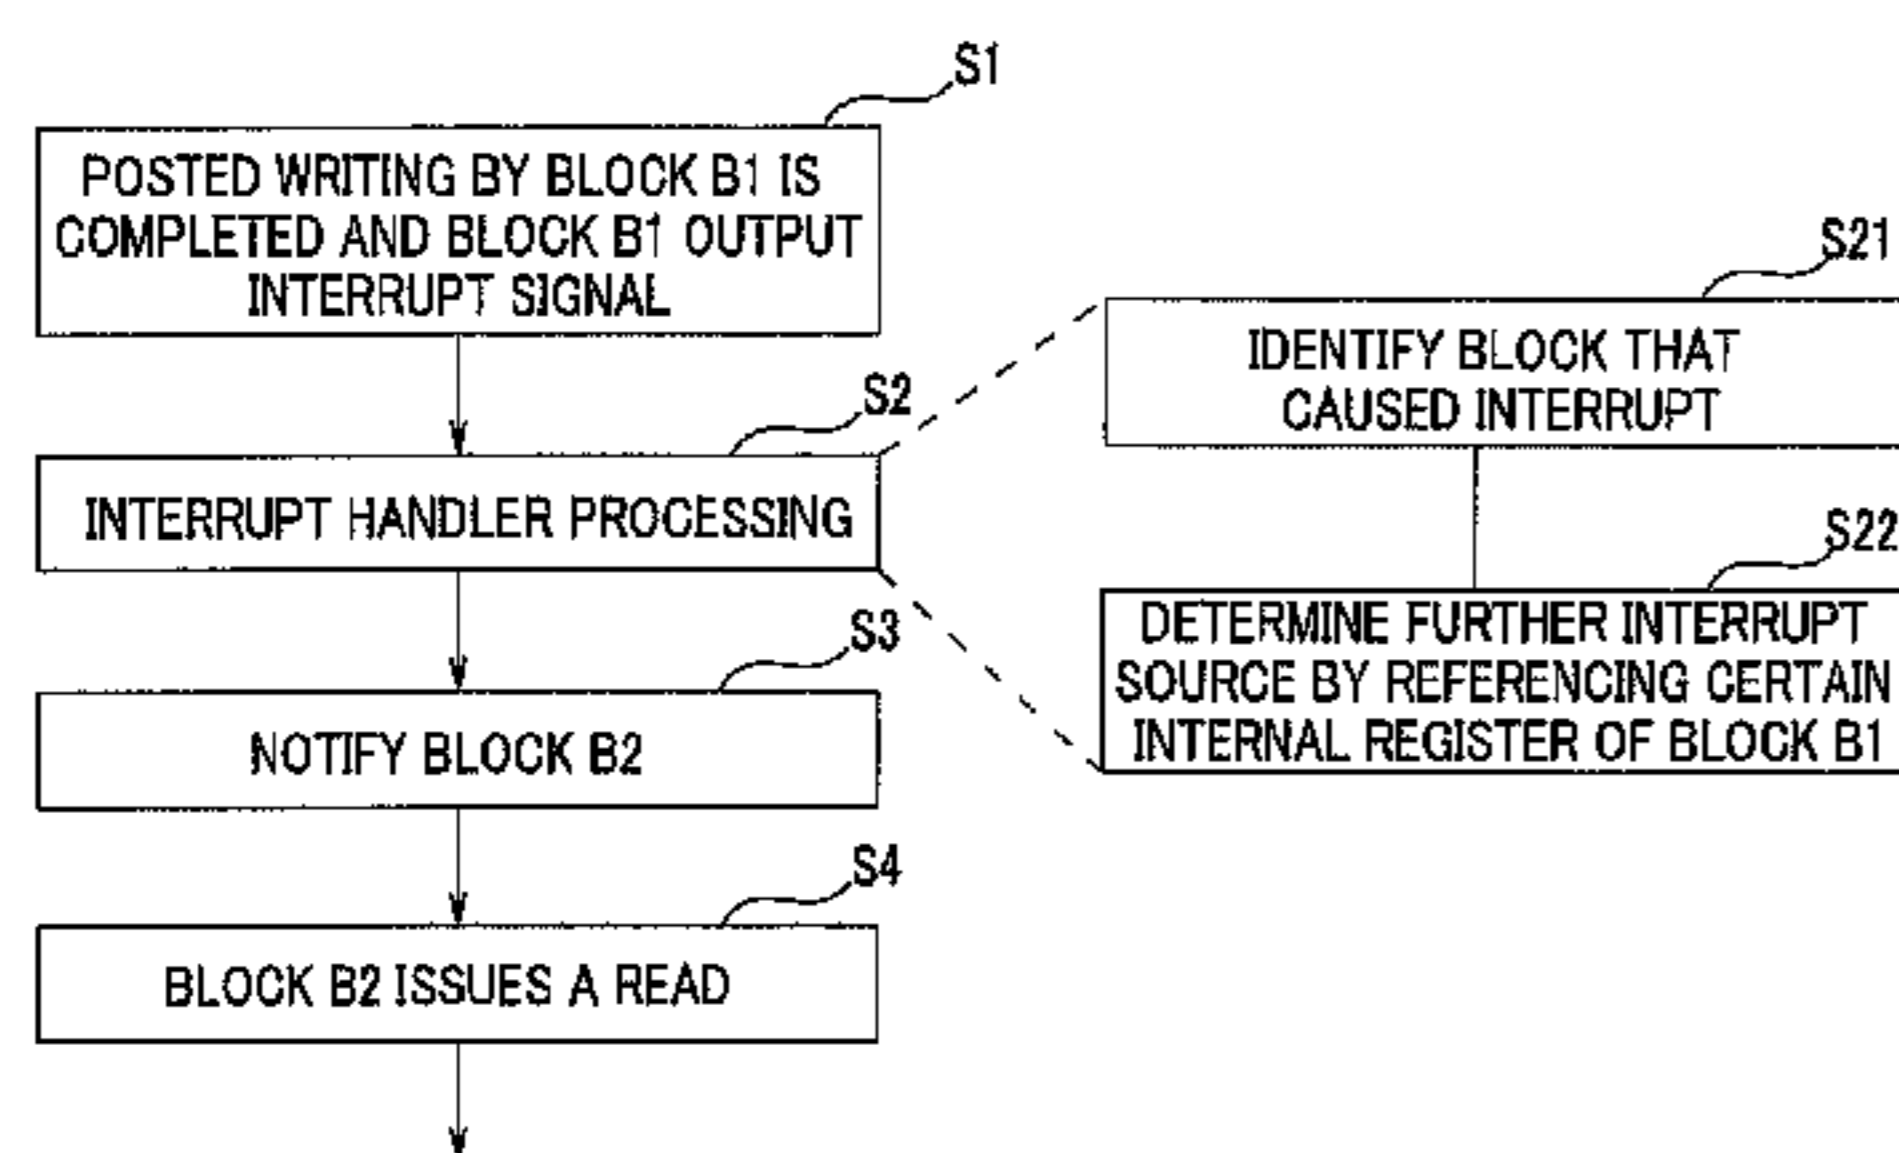 S1
POSTED WRITING BY BLOCK B1 IS
COMPLETED AND BLOCK B1 OUTPUT
INTERRUPT SIGNAL
S2
INTERRUPT HANDLER PROCESSING
S3
NOTIFY BLOCK B2
S4
BLOCK B2 ISSUES A READ
S21
IDENTIFY BLOCK THAT
CAUSED INTERRUPT
S22
DETERMINE FURTHER INTERRUPT
SOURCE BY REFERENCING CERTAIN
INTERNAL REGISTER OF BLOCK B1